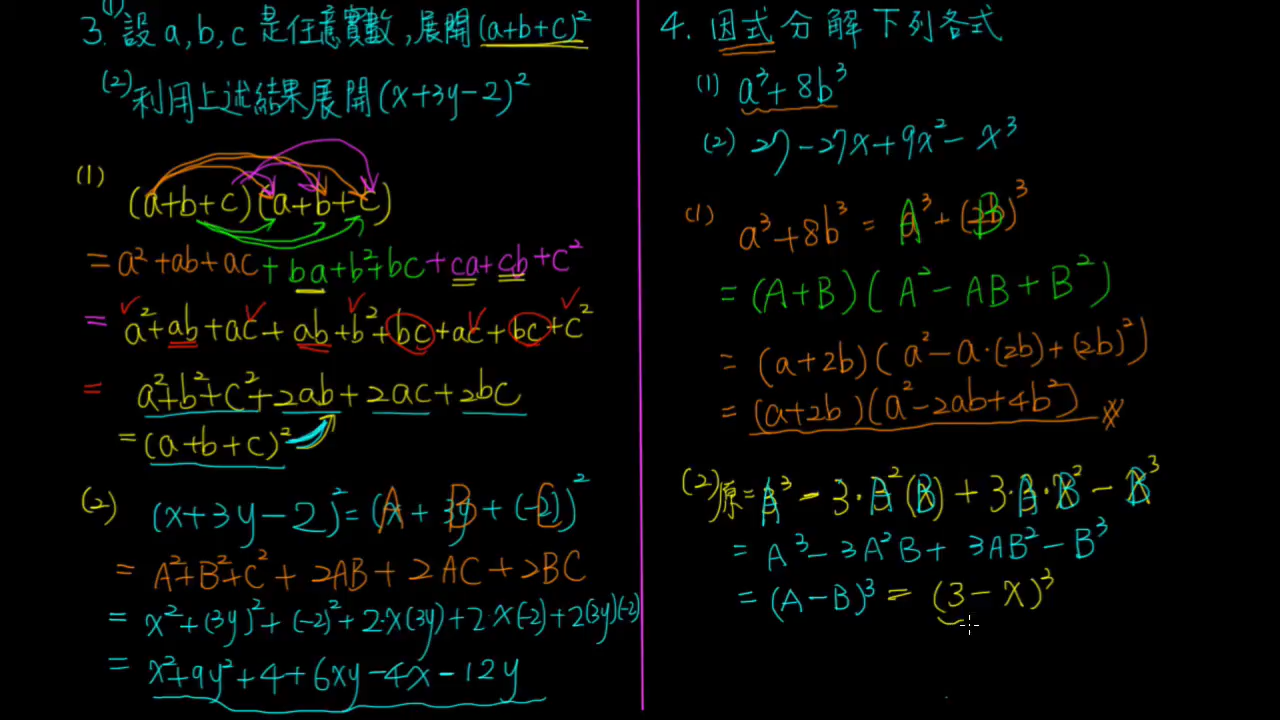 (1)
3. 設 a, b, c 是任意實數, 展開 (a+b+c)²
(2) 利用上述結果展開 (x+3y-2)²
(1)
(a+b+c)(a+b+c)
= a²+ab+ac+ba+b²+bc+ca+cb+c²
= a²+ab+ac+ab+b²+bc+ac+bc+c²
= a²+b²+c²+2ab+2ac+2bc
= (a+b+c)²
(2) (x+3y-2)² = (A+B+(-2))²
= A²+B²+C²+2AB+2AC+2BC
= x²+(3y)²+(-2)²+2·x(3y)+2·x(-2)+2(3y)(-2)
= x²+9y²+4+6xy-4x-12y
4. 因式分解下列各式
(1) a³+8b³
(2) 27-27x+9x²-x³
(1) a³+8b³ = A³+(2b)³
= (A+B)(A²-AB+B²)
= (a+2b)(a²-a·(2b)+(2b)²)
= (a+2b)(a²-2ab+4b²)
(2) 原= A³-3·A²(B)+3·A·B²-B³
= A³-3A²B+3AB²-B³
= (A-B)³ = (3-x)³